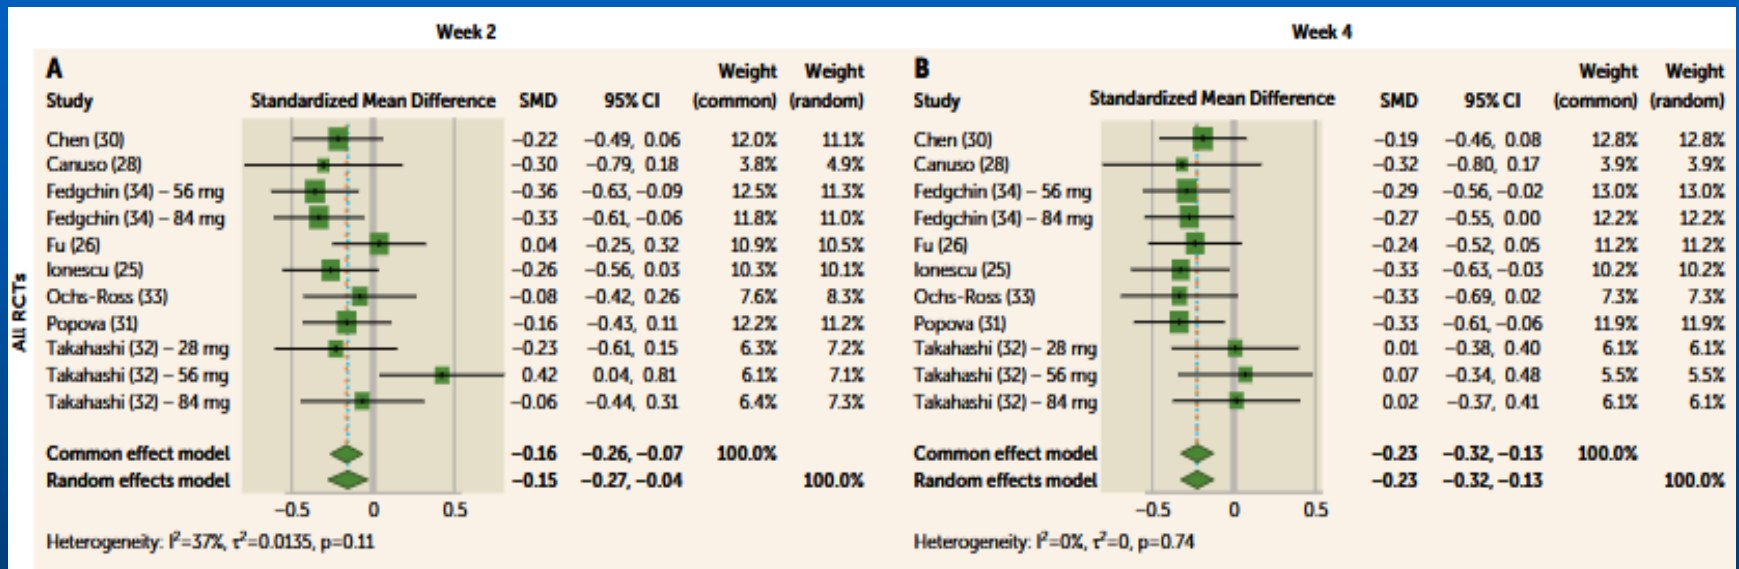 Week 2
A
Weight Weight
Study Standardized Mean Difference SMD 95% CI (common) (random)
Chen (30) −0.22 −0.49, 0.06 12.0% 11.1%
Canuso (28) −0.30 −0.79, 0.18 3.8% 4.9%
Fedgchin (34) – 56 mg −0.36 −0.63, −0.09 12.5% 11.3%
Fedgchin (34) – 84 mg −0.33 −0.61, −0.06 11.8% 11.0%
Fu (26) 0.04 −0.25, 0.32 10.9% 10.5%
Ionescu (25) −0.26 −0.56, 0.03 10.3% 10.1%
Ochs-Ross (33) −0.08 −0.42, 0.26 7.6% 8.3%
Popova (31) −0.16 −0.43, 0.11 12.2% 11.2%
Takahashi (32) – 28 mg −0.23 −0.61, 0.15 6.3% 7.2%
Takahashi (32) – 56 mg 0.42 0.04, 0.81 6.1% 7.1%
Takahashi (32) – 84 mg −0.06 −0.44, 0.31 6.4% 7.3%
Common effect model −0.16 −0.26, −0.07 100.0%
Random effects model −0.15 −0.27, −0.04 100.0%
−0.5 0 0.5
Heterogeneity: I²=37%, τ²=0.0135, p=0.11
Week 4
B
Weight Weight
Study Standardized Mean Difference SMD 95% CI (common) (random)
Chen (30) −0.19 −0.46, 0.08 12.8% 12.8%
Canuso (28) −0.32 −0.80, 0.17 3.9% 3.9%
Fedgchin (34) – 56 mg −0.29 −0.56, −0.02 13.0% 13.0%
Fedgchin (34) – 84 mg −0.27 −0.55, 0.00 12.2% 12.2%
Fu (26) −0.24 −0.52, 0.05 11.2% 11.2%
Ionescu (25) −0.33 −0.63, −0.03 10.2% 10.2%
Ochs-Ross (33) −0.33 −0.69, 0.02 7.3% 7.3%
Popova (31) −0.33 −0.61, −0.06 11.9% 11.9%
Takahashi (32) – 28 mg 0.01 −0.38, 0.40 6.1% 6.1%
Takahashi (32) – 56 mg 0.07 −0.34, 0.48 5.5% 5.5%
Takahashi (32) – 84 mg 0.02 −0.37, 0.41 6.1% 6.1%
Common effect model −0.23 −0.32, −0.13 100.0%
Random effects model −0.23 −0.32, −0.13 100.0%
−0.5 0 0.5
Heterogeneity: I²=0%, τ²=0, p=0.74
All RCTs